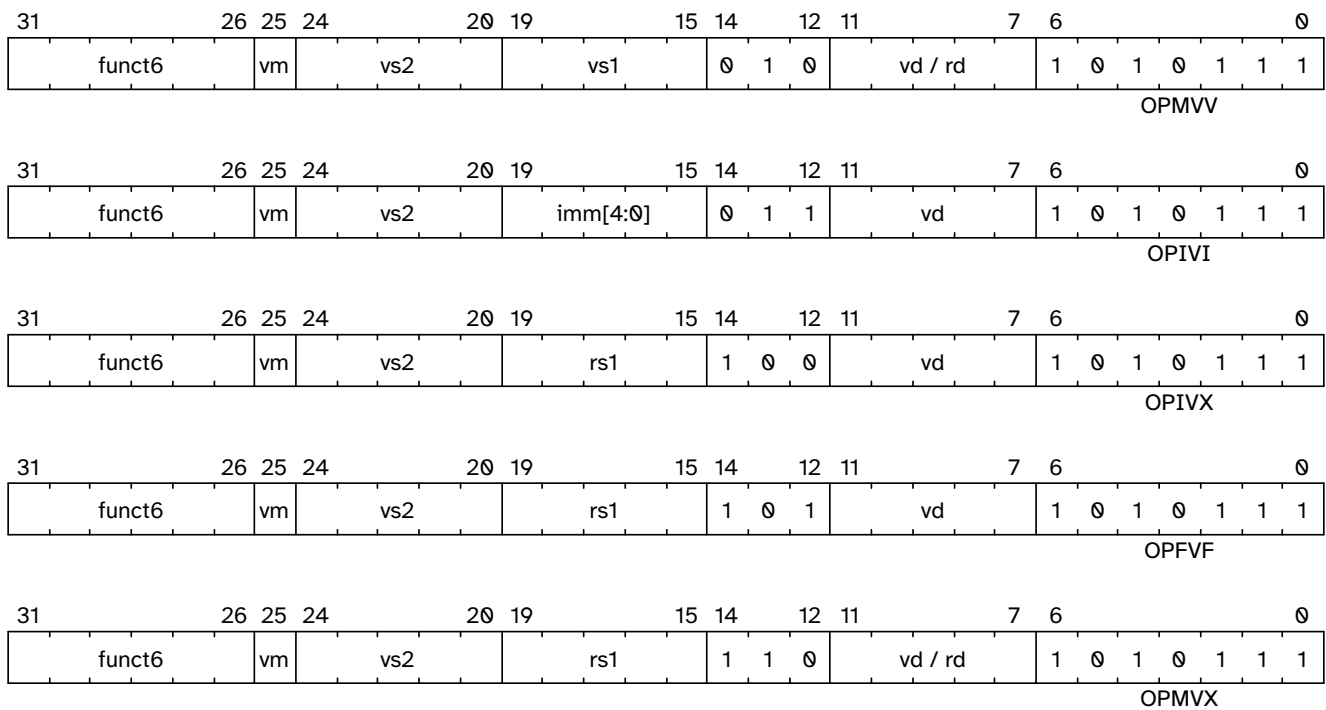 31 26 25 24 20 19 15 14 12 11 7 6 0
funct6 vm vs2 vs1 0 1 0 vd / rd 1 0 1 0 1 1 1
OPMVV
31 26 25 24 20 19 15 14 12 11 7 6 0
funct6 vm vs2 imm[4:0] 0 1 1 vd 1 0 1 0 1 1 1
OPIVI
31 26 25 24 20 19 15 14 12 11 7 6 0
funct6 vm vs2 rs1 1 0 0 vd 1 0 1 0 1 1 1
OPIVX
31 26 25 24 20 19 15 14 12 11 7 6 0
funct6 vm vs2 rs1 1 0 1 vd 1 0 1 0 1 1 1
OPFVF
31 26 25 24 20 19 15 14 12 11 7 6 0
funct6 vm vs2 rs1 1 1 0 vd / rd 1 0 1 0 1 1 1
OPMVX